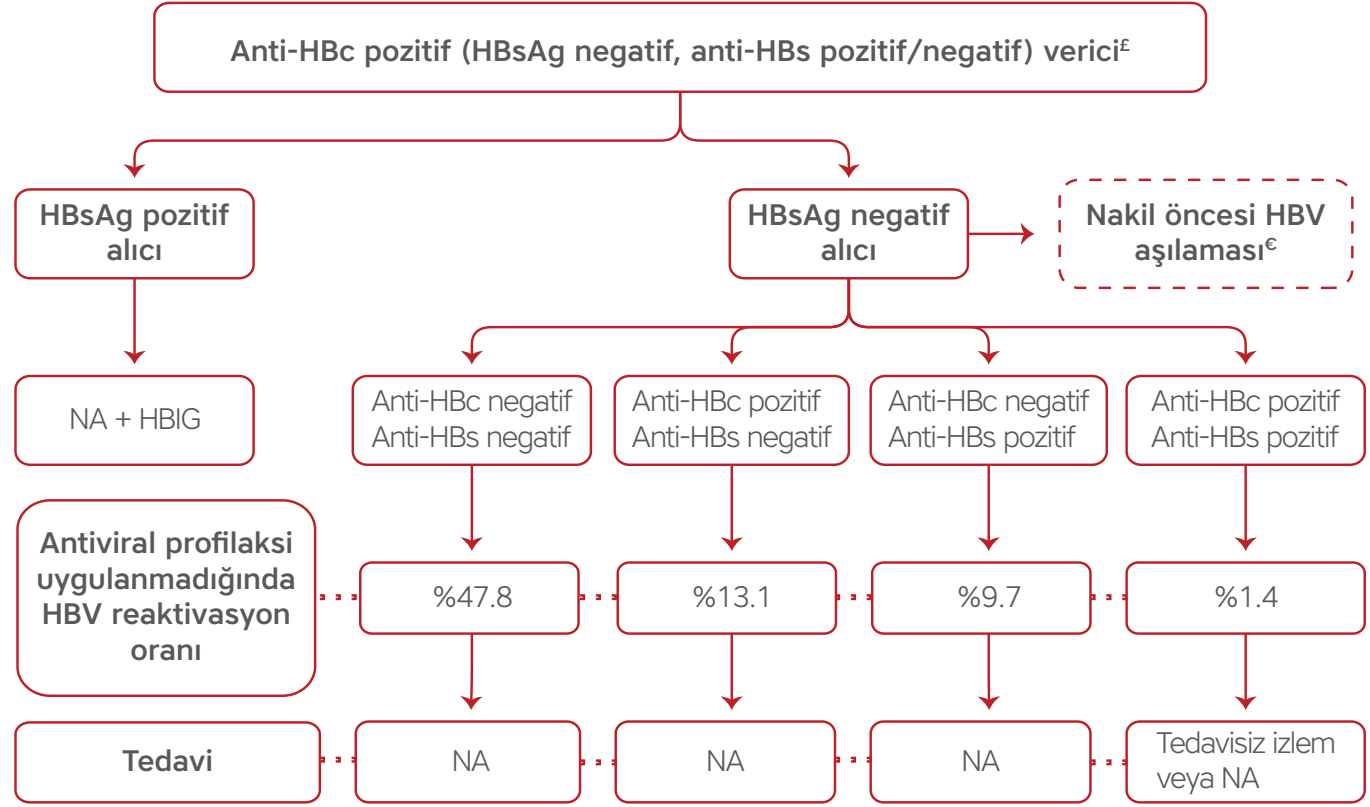 Anti-HBc pozitif (HBsAg negatif, anti-HBs pozitif/negatif) verici£
HBsAg pozitif
alıcı
HBsAg negatif
alıcı
Nakil öncesi HBV
aşılaması€
NA + HBIG
Anti-HBc negatif
Anti-HBs negatif
Anti-HBc pozitif
Anti-HBs negatif
Anti-HBc negatif
Anti-HBs pozitif
Anti-HBc pozitif
Anti-HBs pozitif
Antiviral profilaksi
uygulanmadığında
HBV reaktivasyon
oranı
%47.8
%13.1
%9.7
%1.4
Tedavi
NA
NA
NA
Tedavisiz izlem
veya NA